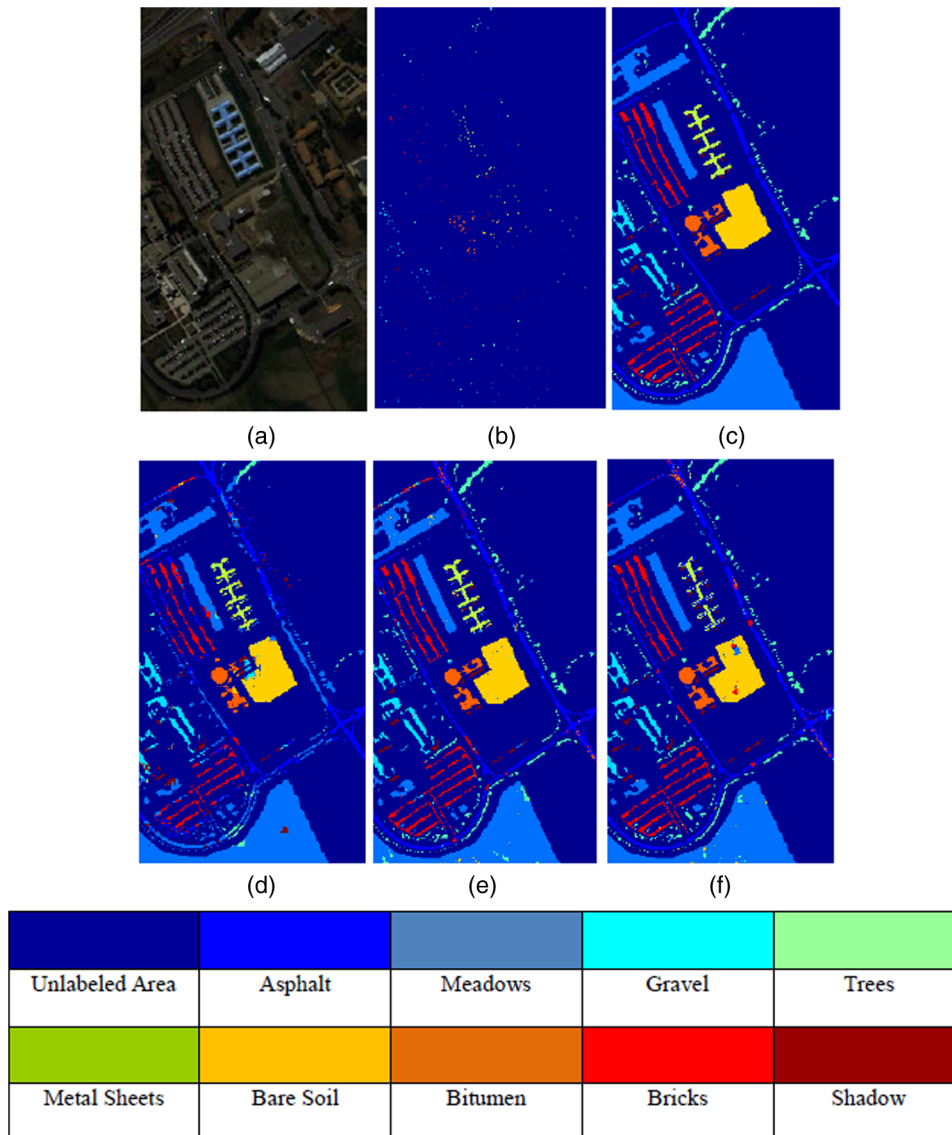 (a) (b) (c)
(d) (e) (f)
Unlabeled Area Asphalt Meadows Gravel Trees
Metal Sheets Bare Soil Bitumen Bricks Shadow